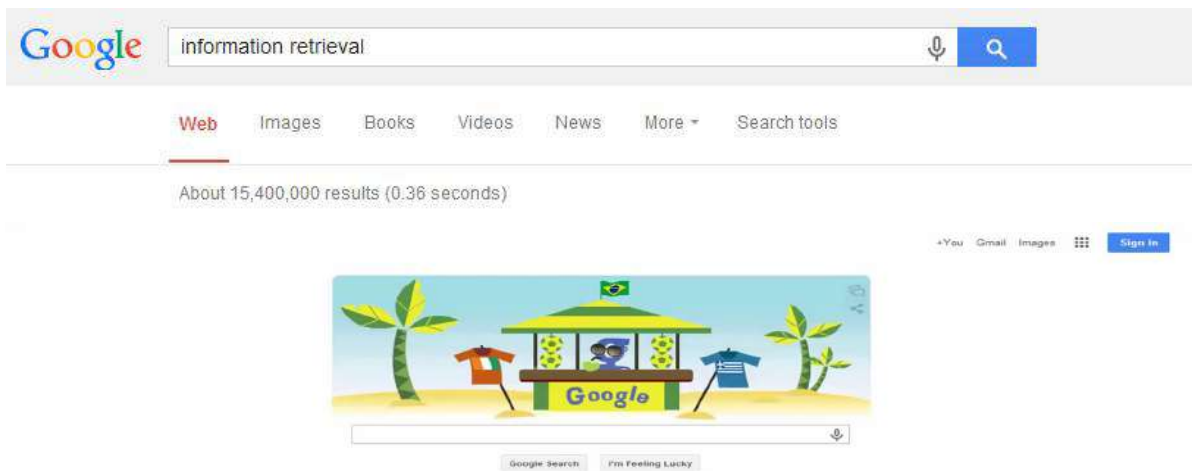 Google information retrieval
Web Images Books Videos News More Search tools
About 15,400,000 results (0.36 seconds)
+You Gmail Images Sign in
Google
Google Search I'm Feeling Lucky